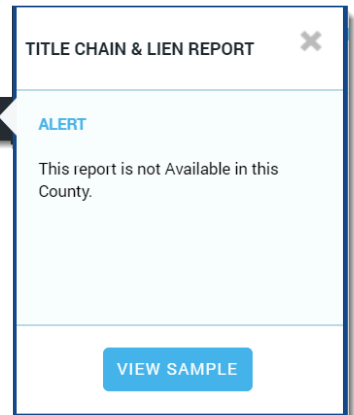 TITLE CHAIN & LIEN REPORT
ALERT
This report is not Available in this
County.
VIEW SAMPLE